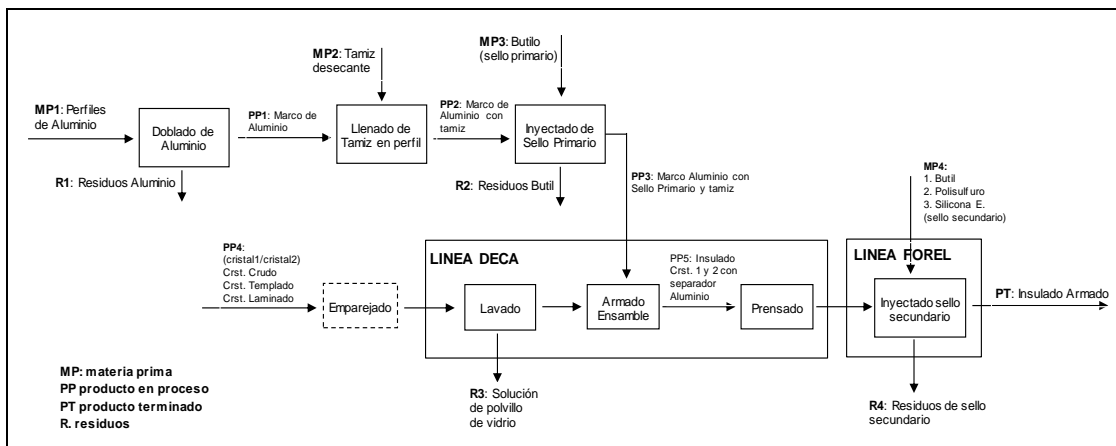 MP1: Perfiles
de Aluminio
Doblado de
Aluminio
R1: Residuos Aluminio
PP1: Marco de
Aluminio
MP2: Tamiz
desecante
Llenado de
Tamiz en perfil
PP2: Marco de
Aluminio con
tamiz
MP3: Butilo
(sello primario)
Inyectado de
Sello Primario
R2: Residuos Butil
PP3: Marco Aluminio con
Sello Primario y tamiz
MP4:
1. Butil
2. Polisulfuro
3. Silicona E.
(sello secundario)
PP4:
(cristal1/cristal2)
Crst. Crudo
Crst. Templado
Crst. Laminado
Emparejado
LINEA DECA
Lavado
R3: Solución
de polvillo
de vidrio
Armado
Ensamble
PP5: Insulado
Crst. 1 y 2 con
separador
Aluminio
Prensado
LINEA FOREL
Inyectado sello
secundario
PT: Insulado Armado
R4: Residuos de sello
secundario
MP: materia prima
PP producto en proceso
PT producto terminado
R. residuos